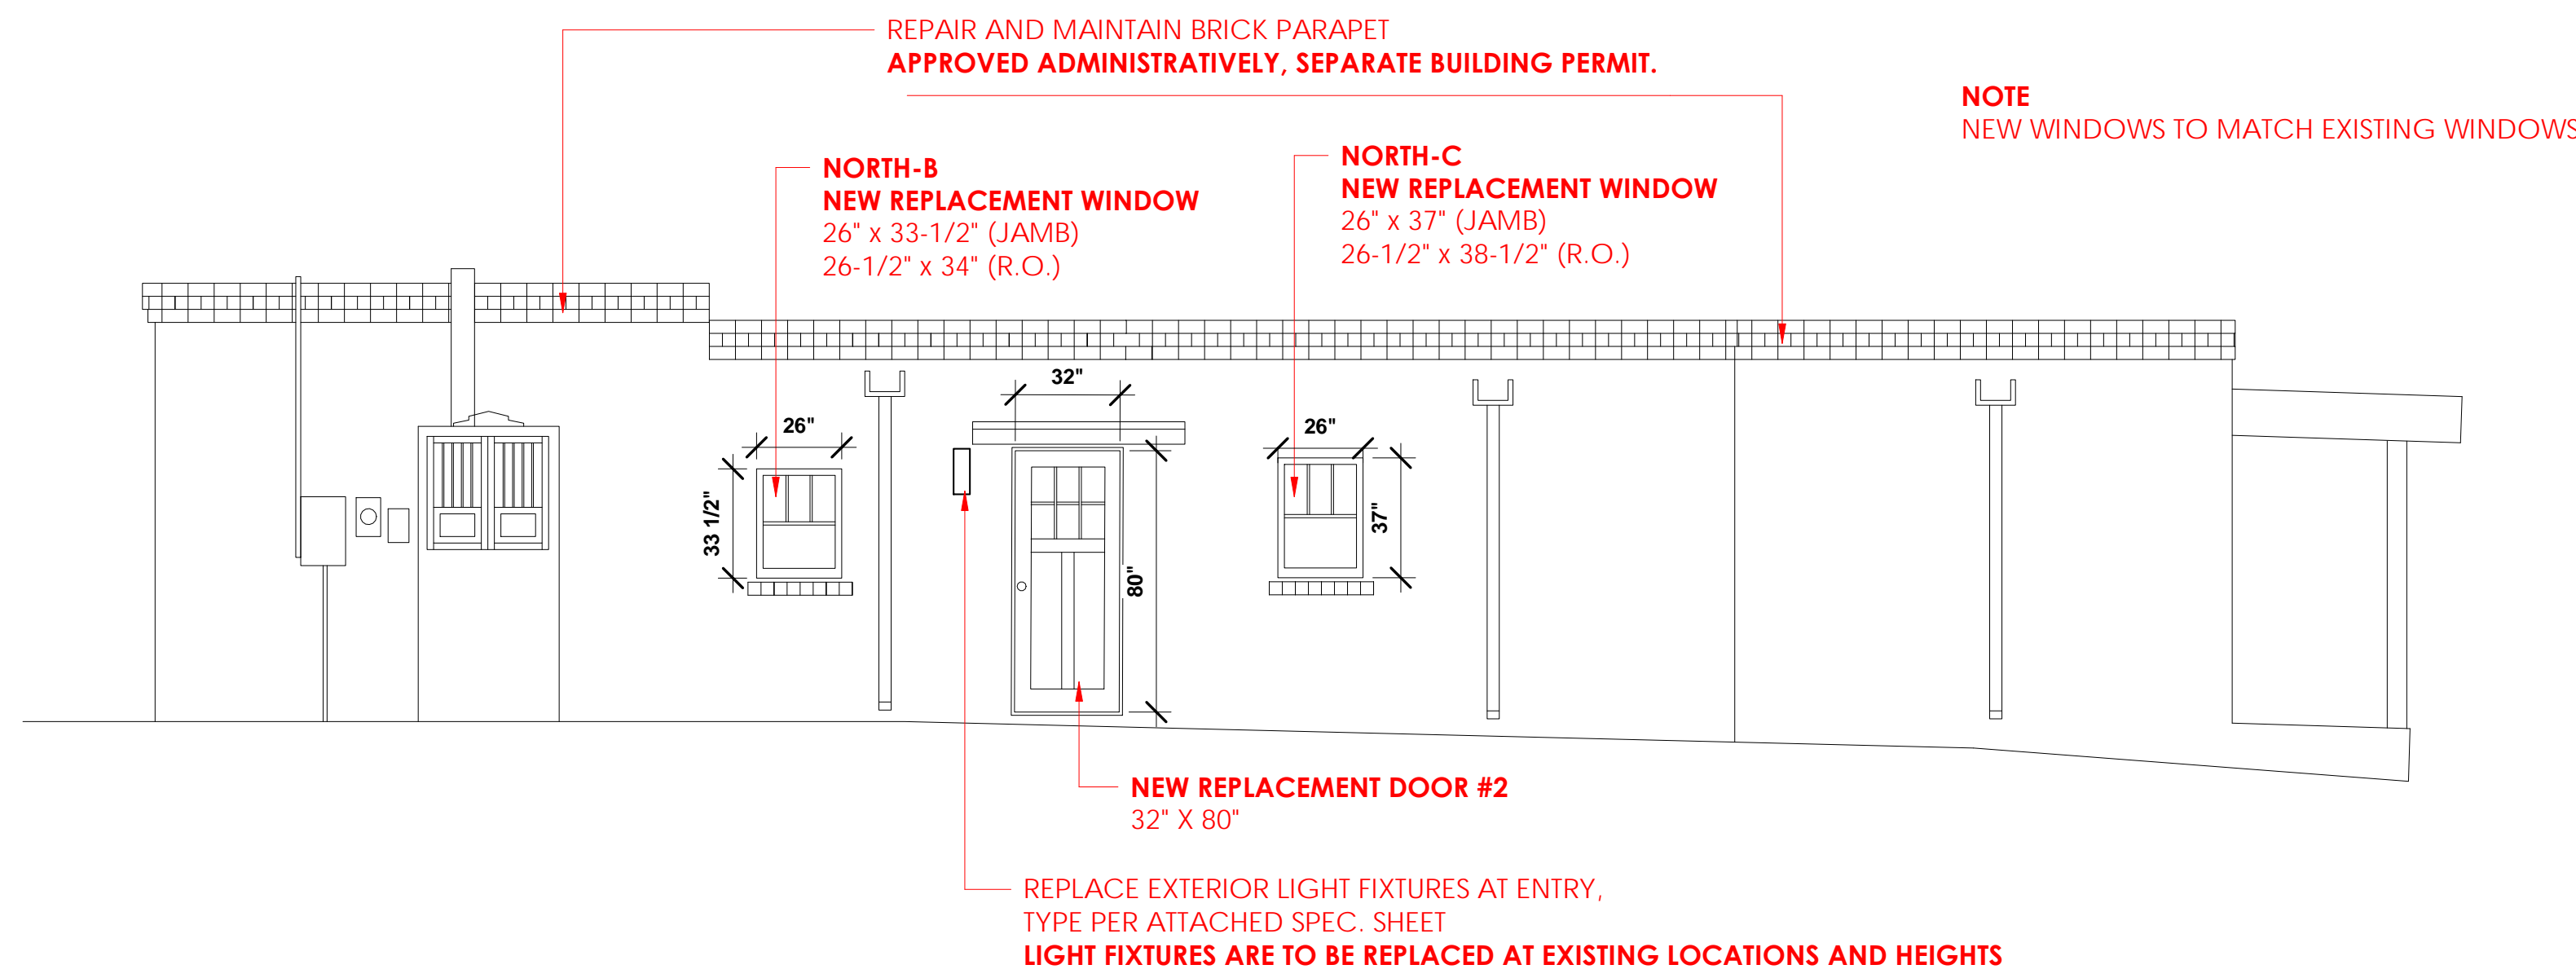 REPAIR AND MAINTAIN BRICK PARAPET
APPROVED ADMINISTRATIVELY, SEPARATE BUILDING PERMIT.
NOTE
NEW WINDOWS TO MATCH EXISTING WINDOWS
NORTH-B
NEW REPLACEMENT WINDOW
26" x 33-1/2" (JAMB)
26-1/2" x 34" (R.O.)
NORTH-C
NEW REPLACEMENT WINDOW
26" x 37" (JAMB)
26-1/2" x 38-1/2" (R.O.)
32"
26"
26"
33 1/2"
37"
80"
NEW REPLACEMENT DOOR #2
32" X 80"
REPLACE EXTERIOR LIGHT FIXTURES AT ENTRY,
TYPE PER ATTACHED SPEC. SHEET
LIGHT FIXTURES ARE TO BE REPLACED AT EXISTING LOCATIONS AND HEIGHTS